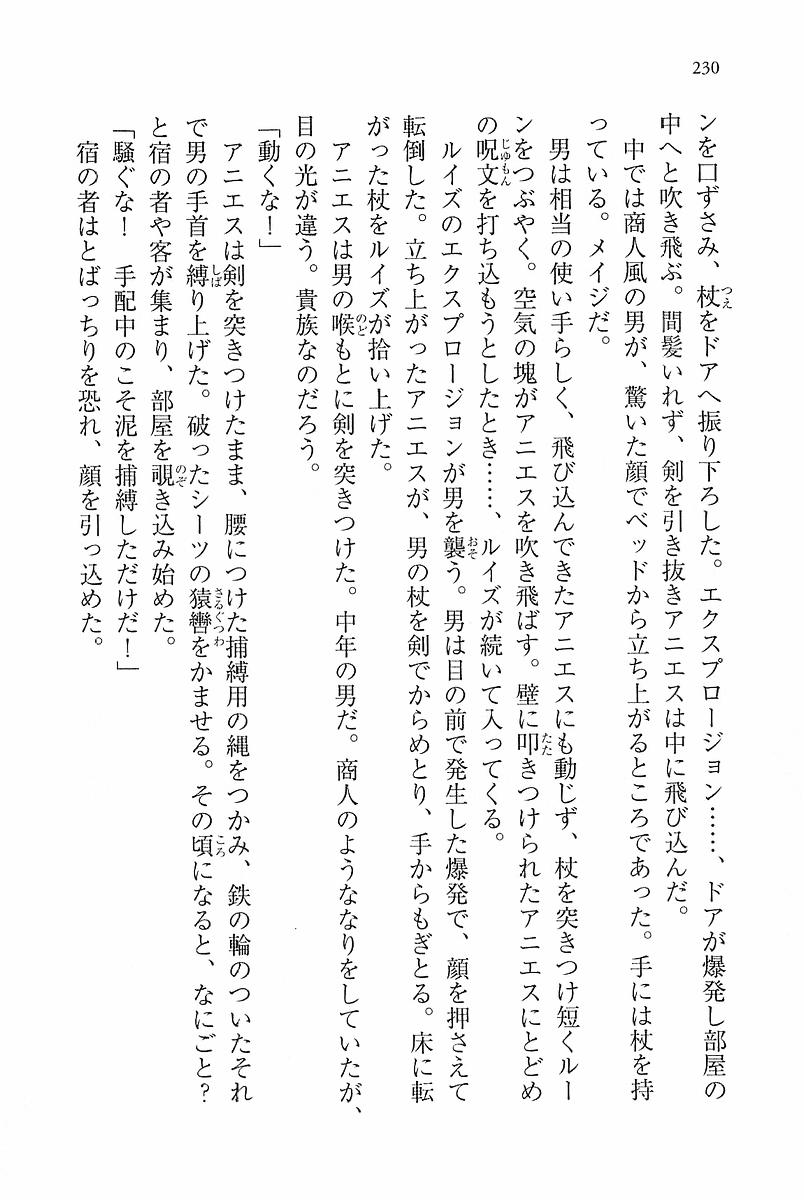 230
ンを口ずさみ、杖をドアへ振り下ろした。エクスプロージョン……、ドアが爆発し部屋の
中へと吹き飛ぶ。間髪いれず、剣を引き抜きアニエスは中に飛び込んだ。
中では商人風の男が、驚いた顔でベッドから立ち上がるところであった。手には杖を持
っている。メイジだ。
男は相当の使い手らしく、飛び込んできたアニエスにも動じず、杖を突きつけ短くルー
ンをつぶやく。空気の塊がアニエスを吹き飛ばす。壁に叩きつけられたアニエスにとどめ
の呪文を打ち込もうとしたとき……、ルイズが続いて入ってくる。
ルイズのエクスプロージョンが男を襲う。男は目の前で発生した爆発で、顔を押さえて
転倒した。立ち上がったアニエスが、男の杖を剣でからめとり、手からもぎとる。床に転
がった杖をルイズが拾い上げた。
アニエスは男の喉もとに剣を突きつけた。中年の男だ。商人のようななりをしていたが、
目の光が違う。貴族なのだろう。
「動くな！」
アニエスは剣を突きつけたまま、腰につけた捕縛用の縄をつかみ、鉄の輪のついたそれ
で男の手首を縛り上げた。破ったシーツの猿轡をかませる。その頃になると、なにごと？
と宿の者や客が集まり、部屋を覗き込み始めた。
「騒ぐな！　手配中のこそ泥を捕縛しただけだ！」
宿の者はとばっちりを恐れ、顔を引っ込めた。